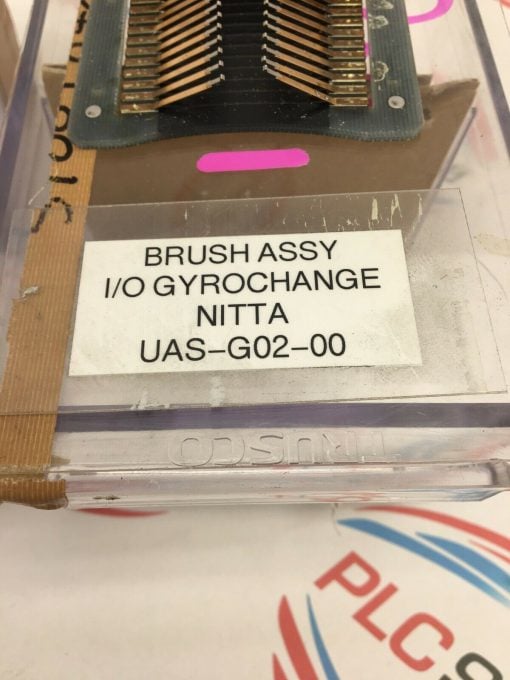 BRUSH ASSY
I/O GYROCHANGE
NITTA
UAS-G02-00
TRUSCO
PLC